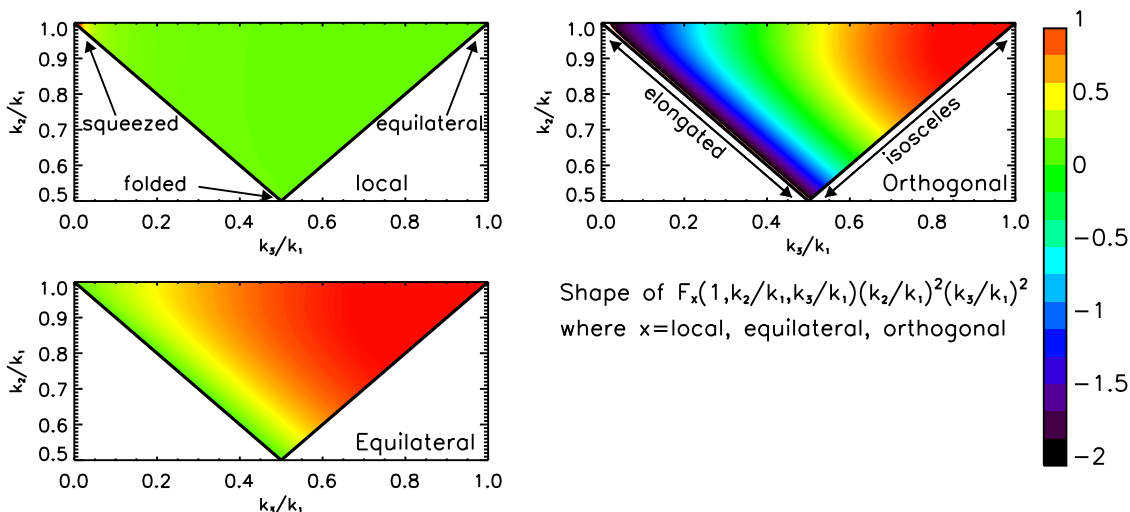 1.0
0.9
0.8
0.7
0.6
0.5
k₂/k₁
squeezed
equilateral
folded
local
0.0 0.2 0.4 0.6 0.8 1.0
k₃/k₁
1.0
0.9
0.8
0.7
0.6
0.5
k₂/k₁
elongated
isosceles
Orthogonal
0.0 0.2 0.4 0.6 0.8 1.0
k₃/k₁
1
0.5
0
−0.5
−1
−1.5
−2
1.0
0.9
0.8
0.7
0.6
0.5
k₂/k₁
Equilateral
0.0 0.2 0.4 0.6 0.8 1.0
k₃/k₁
Shape of Fₓ(1,k₂/k₁,k₃/k₁)(k₂/k₁)²(k₃/k₁)²
where x=local, equilateral, orthogonal